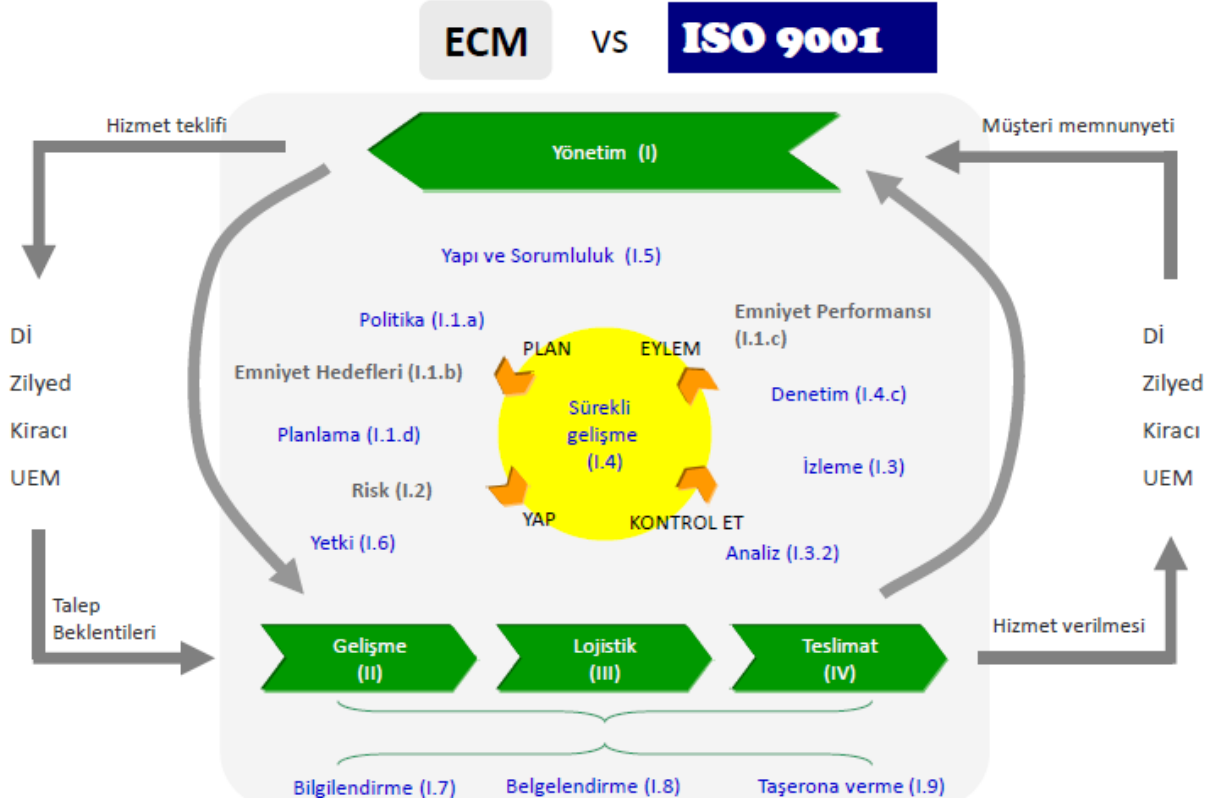 ECM vs ISO 9001
Hizmet teklifi
Müşteri memnunyeti
Yönetim (I)
Yapı ve Sorumluluk (I.5)
Politika (I.1.a)
Emniyet Performansı
(I.1.c)
PLAN
EYLEM
Emniyet Hedefleri (I.1.b)
Denetim (I.4.c)
Sürekli
gelişme
(I.4)
Planlama (I.1.d)
İzleme (I.3)
Risk (I.2)
YAP
KONTROL ET
Yetki (I.6)
Analiz (I.3.2)
Dİ
Zilyed
Kiracı
UEM
Dİ
Zilyed
Kiracı
UEM
Talep
Beklentileri
Hizmet verilmesi
Gelişme
(II)
Lojistik
(III)
Teslimat
(IV)
Bilgilendirme (I.7)
Belgelendirme (I.8)
Taşerona verme (I.9)